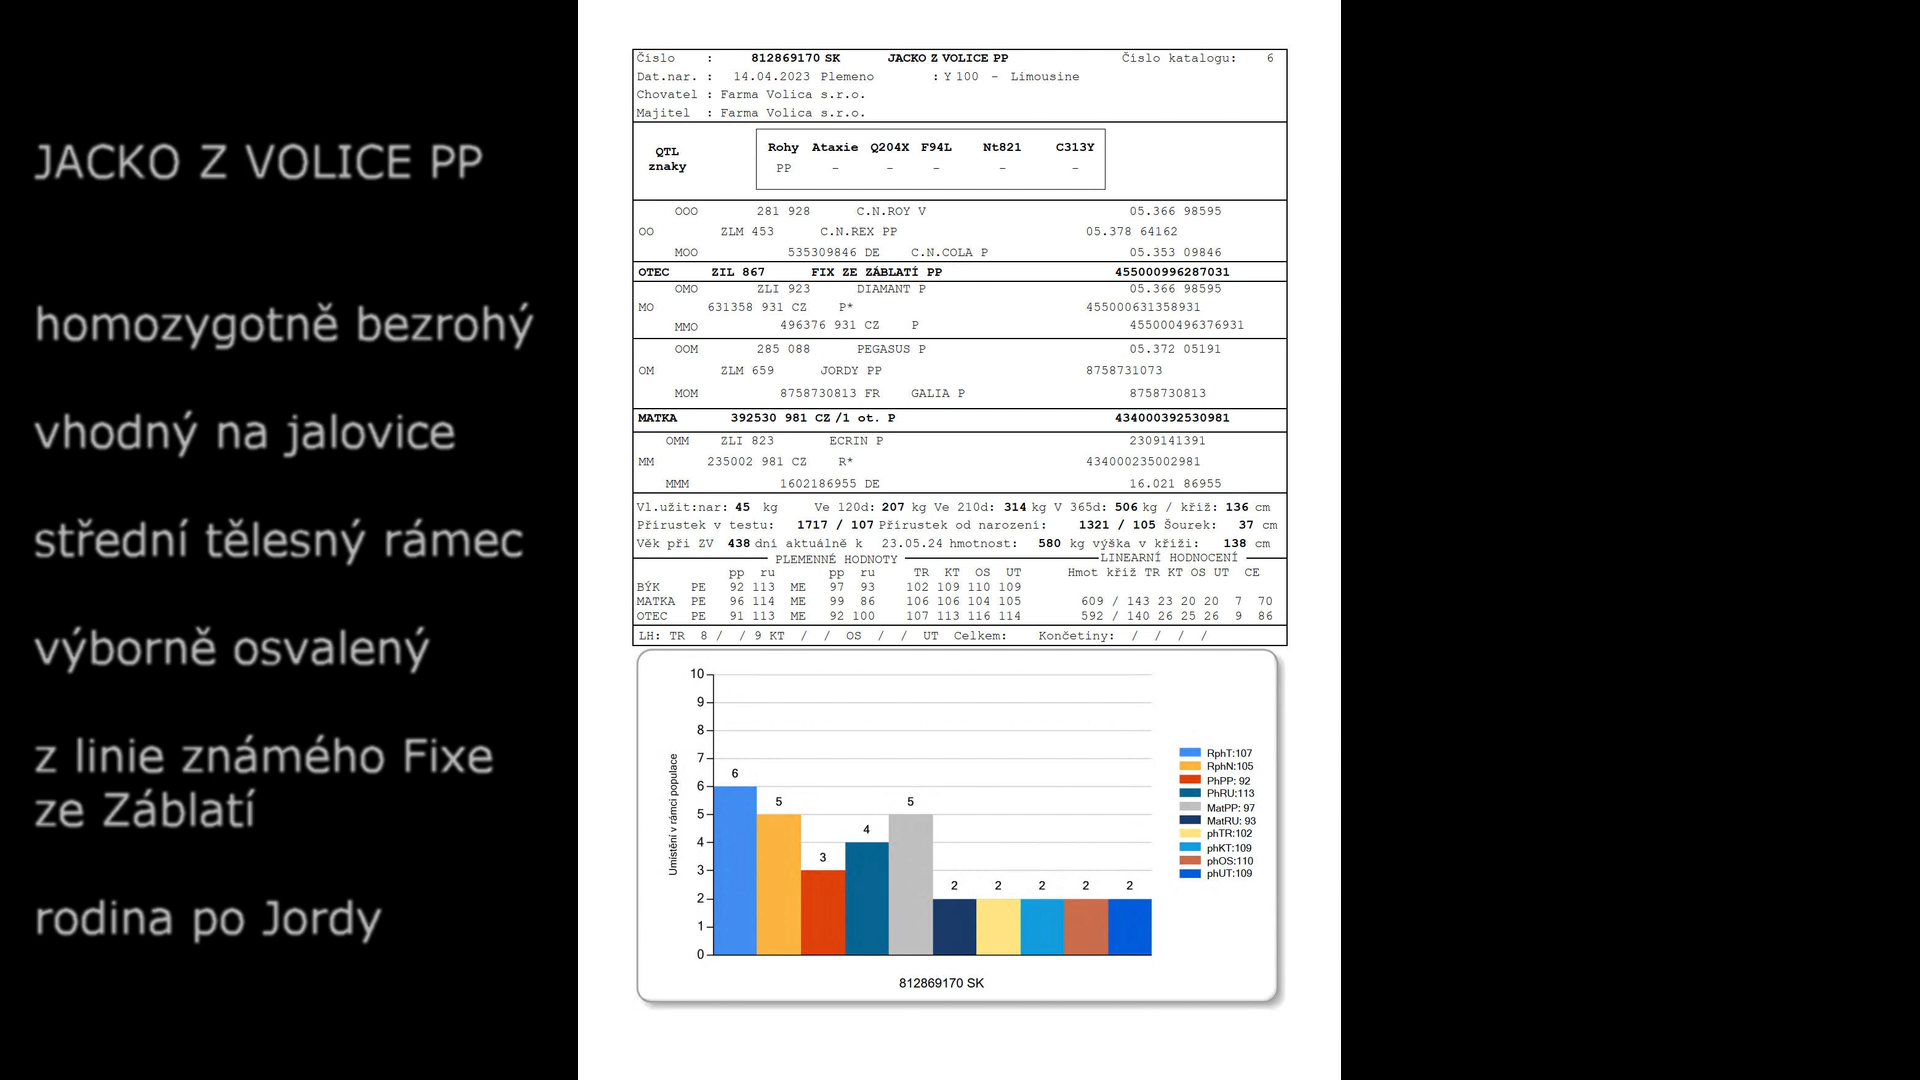 JACKO Z VOLICE PP
homozygotně bezrohý
vhodný na jalovice
střední tělesný rámec
výborně osvalený
z linie známého Fixe
ze Záblatí
rodina po Jordy
Číslo : 812869170 SK JACKO Z VOLICE PP Číslo katalogu: 6
Dat.nar. : 14.04.2023 Plemeno : Y 100 - Limousine
Chovatel : Farma Volica s.r.o.
Majitel : Farma Volica s.r.o.
QTL znaky
Rohy Ataxie Q204X F94L Nt821 C313Y
PP - - - - -
OOO 281 928 C.N.ROY V 05.366 98595
OO ZLM 453 C.N.REX PP 05.378 64162
MOO 535309846 DE C.N.COLA P 05.353 09846
OTEC ZIL 867 FIX ZE ZÁBLATÍ PP 455000996287031
OMO ZLI 923 DIAMANT P 05.366 98595
MO 631358 931 CZ P* 455000631358931
MMO 496376 931 CZ P 455000496376931
OOM 285 088 PEGASUS P 05.372 05191
OM ZLM 659 JORDY PP 8758731073
MOM 8758730813 FR GALIA P 8758730813
MATKA 392530 981 CZ /1 ot. P 434000392530981
OMM ZLI 823 ECRIN P 2309141391
MM 235002 981 CZ R* 434000235002981
MMM 1602186955 DE 16.021 86955
Vl.užit:nar: 45 kg Ve 120d: 207 kg Ve 210d: 314 kg V 365d: 506 kg / kříž: 136 cm
Přírustek v testu: 1717 / 107 Přírustek od narození: 1321 / 105 Šourek: 37 cm
Věk při ZV 438 dní aktuálně k 23.05.24 hmotnost: 580 kg výška v kříži: 138 cm
PLEMENNÉ HODNOTY LINEARNÍ HODNOCENÍ
pp ru pp ru TR KT OS UT Hmot kříž TR KT OS UT CE
BÝK PE 92 113 ME 97 93 102 109 110 109
MATKA PE 96 114 ME 99 86 106 106 104 105 609 / 143 23 20 20 7 70
OTEC PE 91 113 ME 92 100 107 113 116 114 592 / 140 26 25 26 9 86
LH: TR 8 / / 9 KT / / OS / / UT Celkem: Končetiny: / / / /
Umístění v rámci populace
10
9
8
7
6
5
4
3
2
1
0
6 5 3 4 5 2 2 2 2 2
812869170 SK
RphT:107
RphN:105
PhPP: 92
PhRU:113
MatPP: 97
MatRU: 93
phTR:102
phKT:109
phOS:110
phUT:109